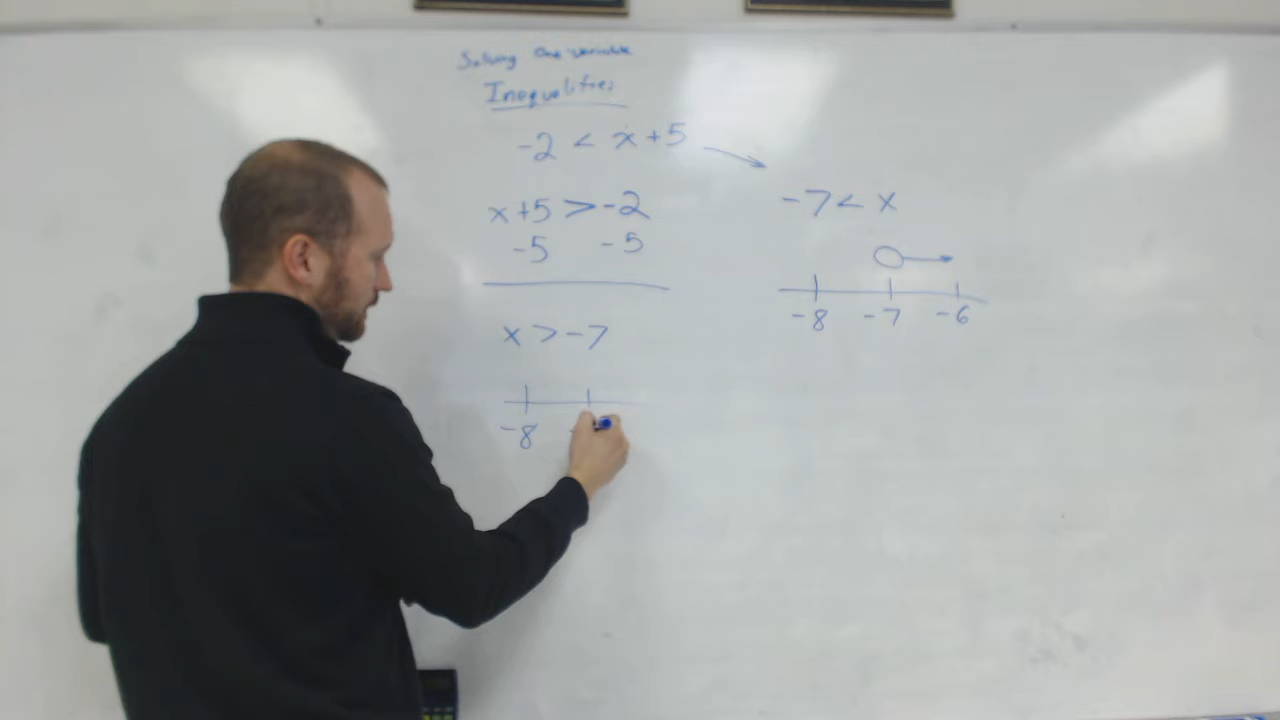 Solving One variable
Inequalities
-2 < x+5
x+5 > -2
-5 -5
x > -7
-8
-7 < x
-8 -7 -6